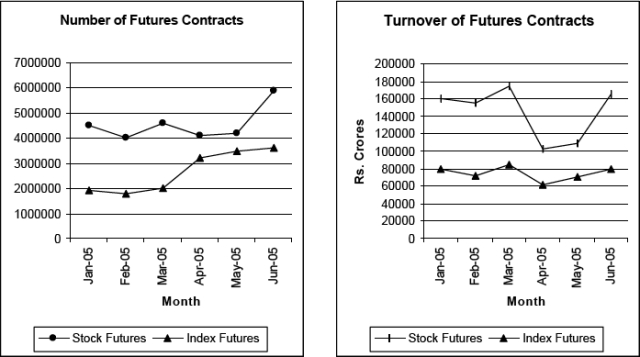 Number of Futures Contracts
7000000
6000000
5000000
4000000
3000000
2000000
1000000
0
Jan-05
Feb-05
Mar-05
Apr-05
May-05
Jun-05
Month
Stock Futures
Index Futures
Turnover of Futures Contracts
Rs. Crores
200000
180000
160000
140000
120000
100000
80000
60000
40000
20000
0
Jan-05
Feb-05
Mar-05
Apr-05
May-05
Jun-05
Month
Stock Futures
Index Futures